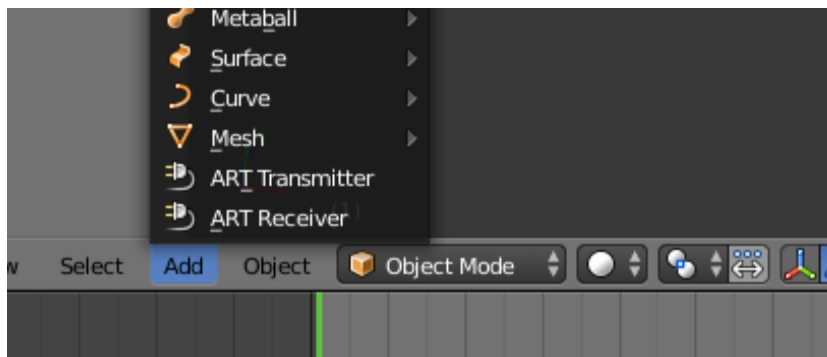 Metaball
Surface
Curve
Mesh
ART Transmitter
ART Receiver
w Select Add Object Object Mode